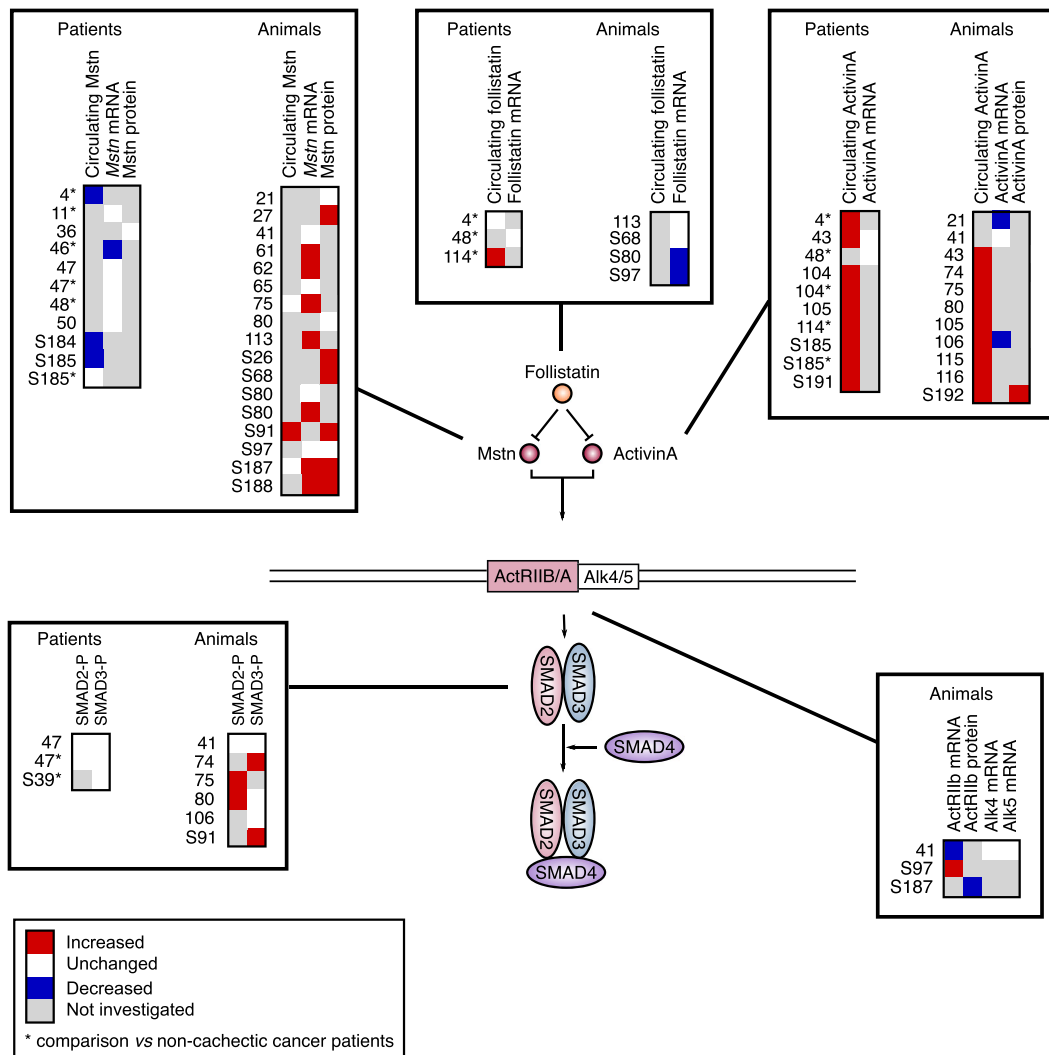 Patients
Animals
Circulating Mstn
Mstn mRNA
Mstn protein
Circulating Mstn
Mstn mRNA
Mstn protein
4*
11*
36
46*
47
47*
48*
50
S184
S185
S185*
21
27
41
61
62
65
75
80
113
S26
S68
S80
S80
S91
S97
S187
S188
Patients
Animals
Circulating follistatin
Follistatin mRNA
Circulating follistatin
Follistatin mRNA
4*
48*
114*
113
S68
S80
S97
Patients
Animals
Circulating ActivinA
ActivinA mRNA
Circulating ActivinA
ActivinA mRNA
ActivinA protein
4*
43
48*
104
104*
105
114*
S185
S185*
S191
21
41
43
74
75
80
105
106
115
116
S192
Follistatin
Mstn
ActivinA
ActRIIB/A
Alk4/5
SMAD2
SMAD3
SMAD4
SMAD2
SMAD3
SMAD4
Patients
Animals
SMAD2-P
SMAD3-P
SMAD2-P
SMAD3-P
47
47*
S39*
41
74
75
80
106
S91
Animals
ActRIIb mRNA
ActRIIb protein
Alk4 mRNA
Alk5 mRNA
41
S97
S187
Increased
Unchanged
Decreased
Not investigated
* comparison vs non-cachectic cancer patients